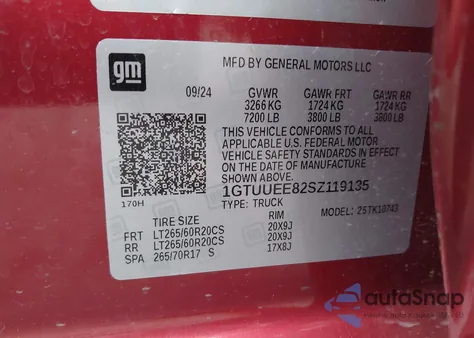 gm
MFD BY GENERAL MOTORS LLC
09/24 GVWR GAWR FRT GAWR RR
3266 KG 1724 KG 1724 KG
7200 LB 3800 LB 3800 LB
THIS VEHICLE CONFORMS TO ALL
APPLICABLE U.S. FEDERAL MOTOR
VEHICLE SAFETY STANDARDS IN EFFECT
ON THE DATE OF MANUFACTURE
SHOWN ABOVE.
1GTUUEE82SZ119135
170H TYPE: TRUCK MODEL: 25TK10743
TIRE SIZE RIM
FRT LT265/60R20CS 20X9J
RR LT265/60R20CS 20X9J
SPA 265/70R17 S 17X8J
autoSnap